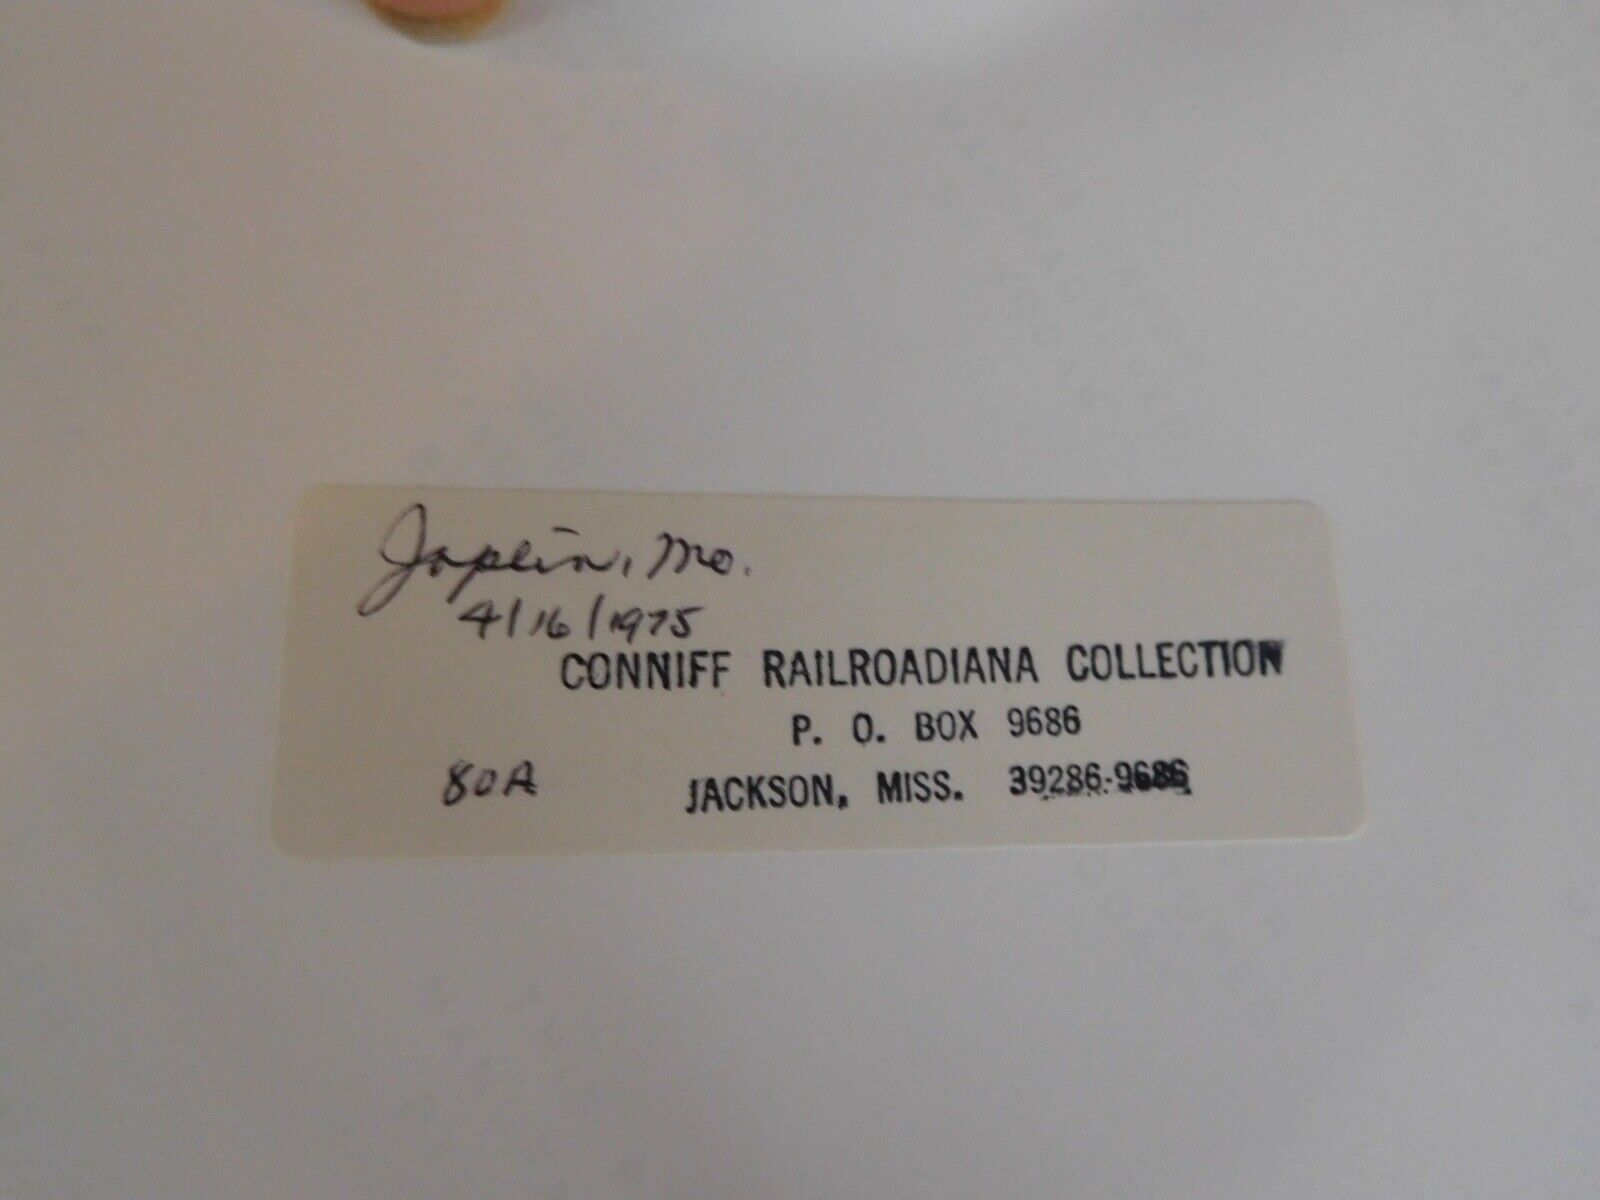 Joplin, Mo.
4/16/1975
CONNIFF RAILROADIANA COLLECTION
P. O. BOX 9686
80A
JACKSON, MISS. 39286-9686